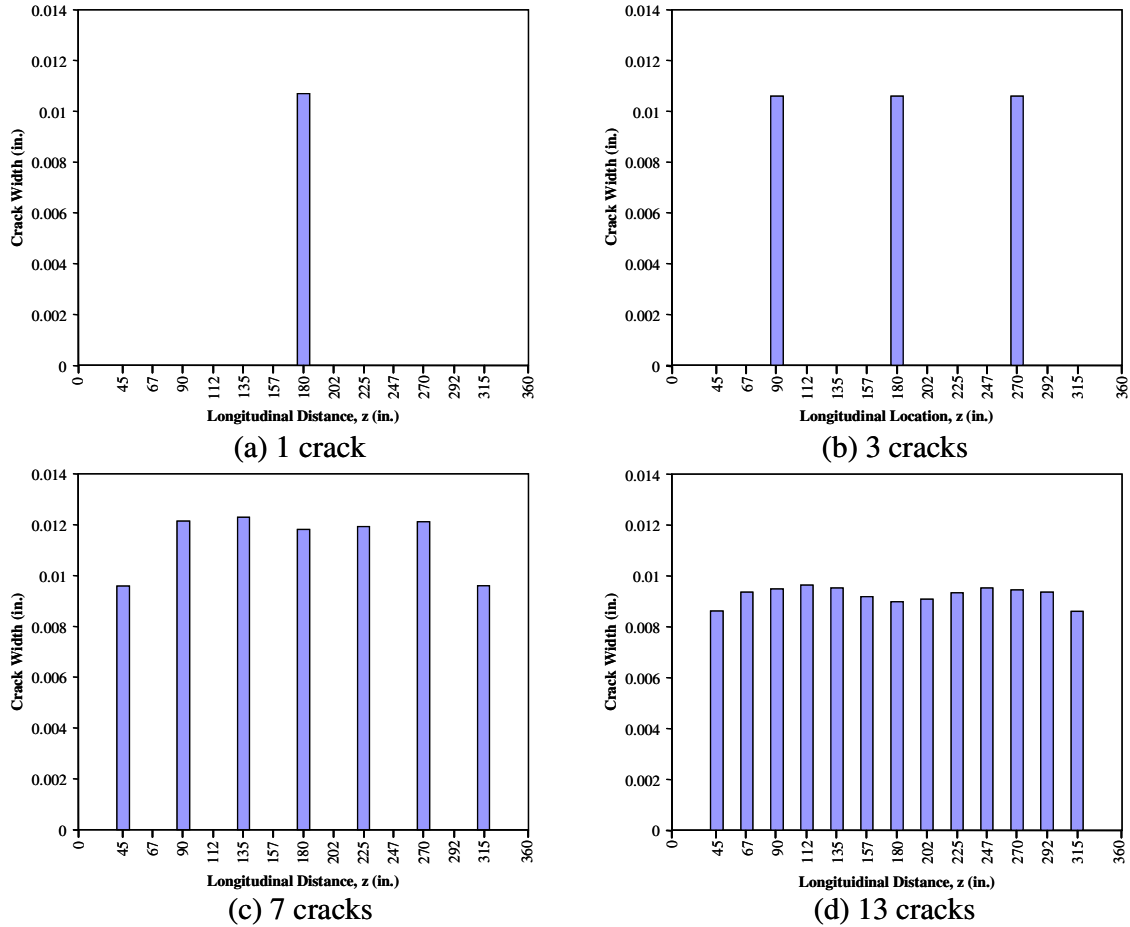 0.014
0.012
0.01
0.008
0.006
0.004
0.002
0
Crack Width (in.)
0 45 67 90 112 135 157 180 202 225 247 270 292 315 360
Longitudinal Distance, z (in.)
(a) 1 crack
0.014
0.012
0.01
0.008
0.006
0.004
0.002
0
Crack Width (in.)
0 45 67 90 112 135 157 180 202 225 247 270 292 315 360
Longitudinal Location, z (in.)
(b) 3 cracks
0.014
0.012
0.01
0.008
0.006
0.004
0.002
0
Crack Width (in.)
0 45 67 90 112 135 157 180 202 225 247 270 292 315 360
Longitudinal Distance, z (in.)
(c) 7 cracks
0.014
0.012
0.01
0.008
0.006
0.004
0.002
0
Crack Width (in.)
0 45 67 90 112 135 157 180 202 225 247 270 292 315 360
Longituidinal Distance, z (in.)
(d) 13 cracks